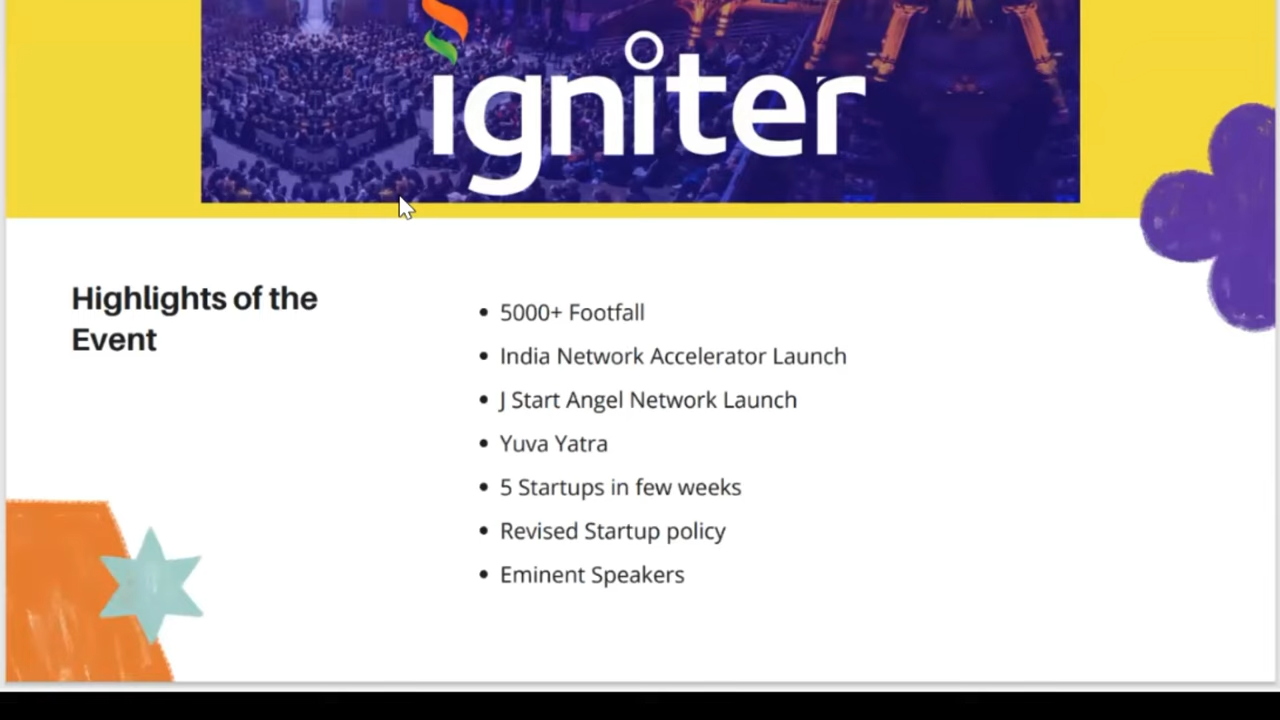 igniter
Highlights of the
Event
• 5000+ Footfall
• India Network Accelerator Launch
• J Start Angel Network Launch
• Yuva Yatra
• 5 Startups in few weeks
• Revised Startup policy
• Eminent Speakers